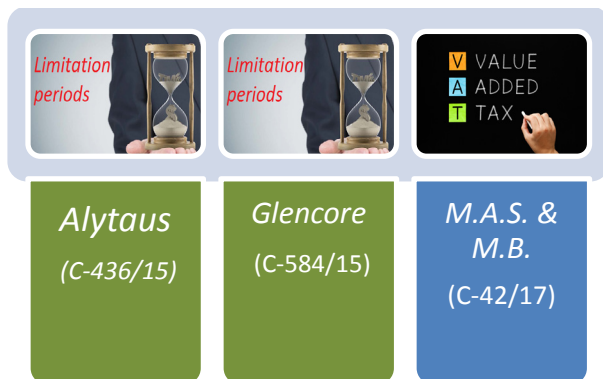 Limitation
periods
Limitation
periods
V VALUE
A ADDED
T TAX
Alytaus
(C-436/15)
Glencore
(C-584/15)
M.A.S. &
M.B.
(C-42/17)